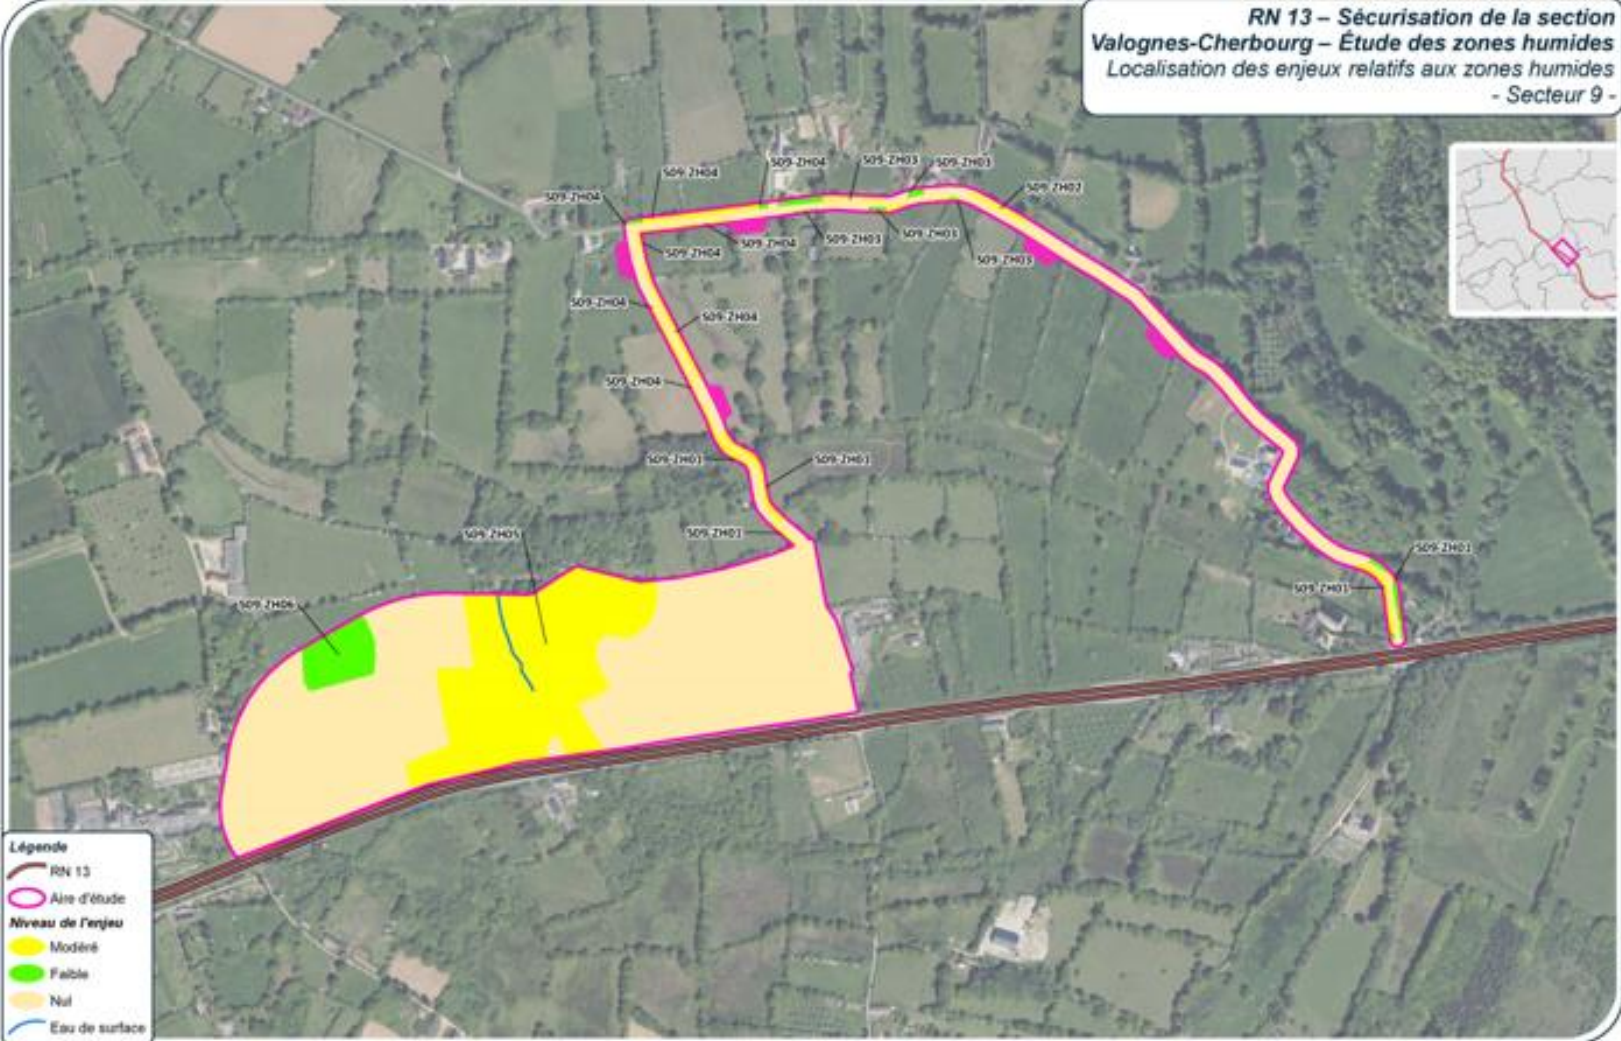 RN 13 – Sécurisation de la section
Valognes-Cherbourg – Étude des zones humides
Localisation des enjeux relatifs aux zones humides
- Secteur 9 -
S09-ZH04
S09-ZH04
S09-ZH04
S09-ZH03
S09-ZH03
S09-ZH02
S09-ZH04
S09-ZH04
S09-ZH03
S09-ZH03
S09-ZH03
S09-ZH04
S09-ZH04
S09-ZH04
S09-ZH01
S09-ZH01
S09-ZH01
S09-ZH05
S09-ZH01
S09-ZH01
S09-ZH06
Légende
RN 13
Aire d'étude
Niveau de l'enjeu
Modéré
Faible
Nul
Eau de surface